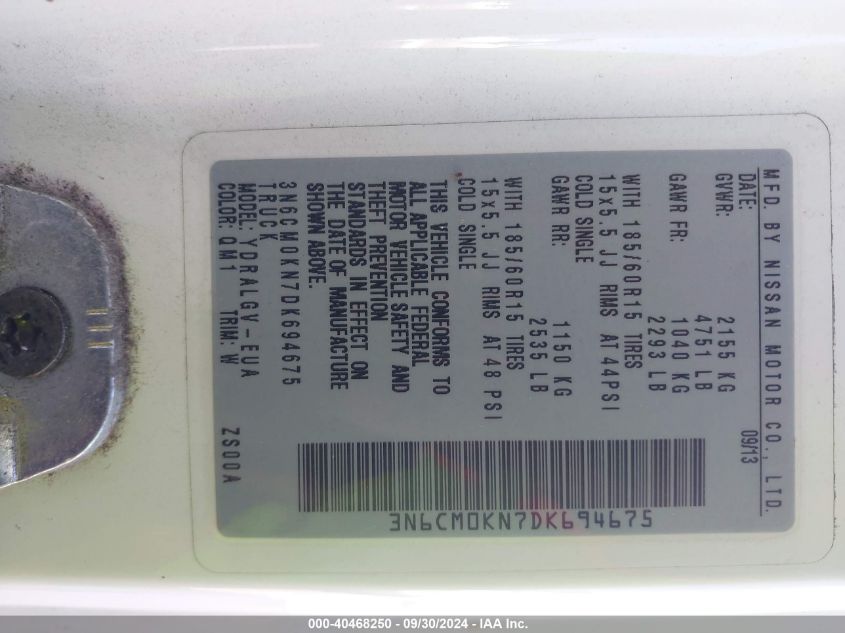 MFD. BY NISSAN MOTOR CO., LTD.
DATE: 09/13
GVWR: 2155 KG
4751 LB
GAWR FR: 1040 KG
2293 LB
WITH 185/60R15 TIRES
15x5.5 JJ RIMS AT 44PSI
COLD SINGLE
GAWR RR: 1150 KG
2535 LB
WITH 185/60R15 TIRES
15x5.5 JJ RIMS AT 48 PSI
COLD SINGLE
THIS VEHICLE CONFORMS TO
ALL APPLICABLE FEDERAL
MOTOR VEHICLE SAFETY AND
THEFT PREVENTION
STANDARDS IN EFFECT ON
THE DATE OF MANUFACTURE
SHOWN ABOVE.
3N6CM0KN7DK694675
TRUCK
MODEL: YDRALGV-EUA
COLOR: QM1 TRIM: W ZS00A
3N6CM0KN7DK694675
000-40468250 - 09/30/2024 - IAA Inc.